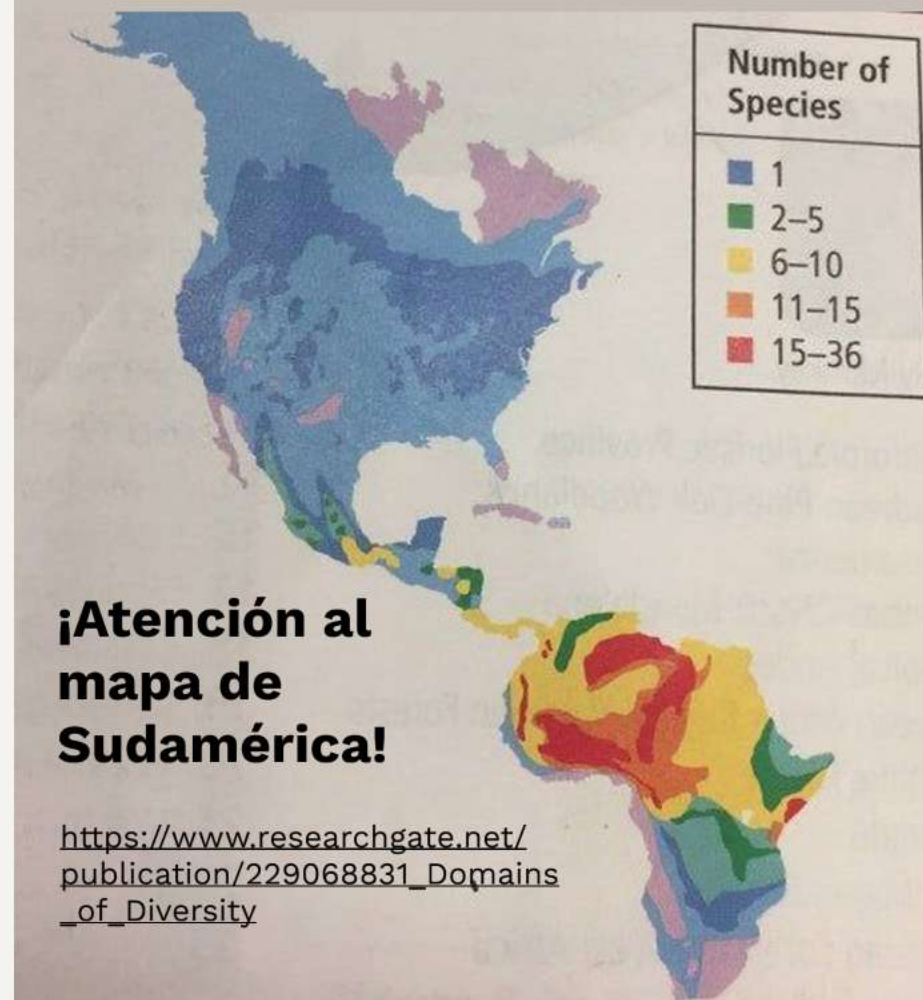 Number of
Species
1
2–5
6–10
11–15
15–36
¡Atención al
mapa de
Sudamérica!
https://www.researchgate.net/
publication/229068831_Domains
_of_Diversity